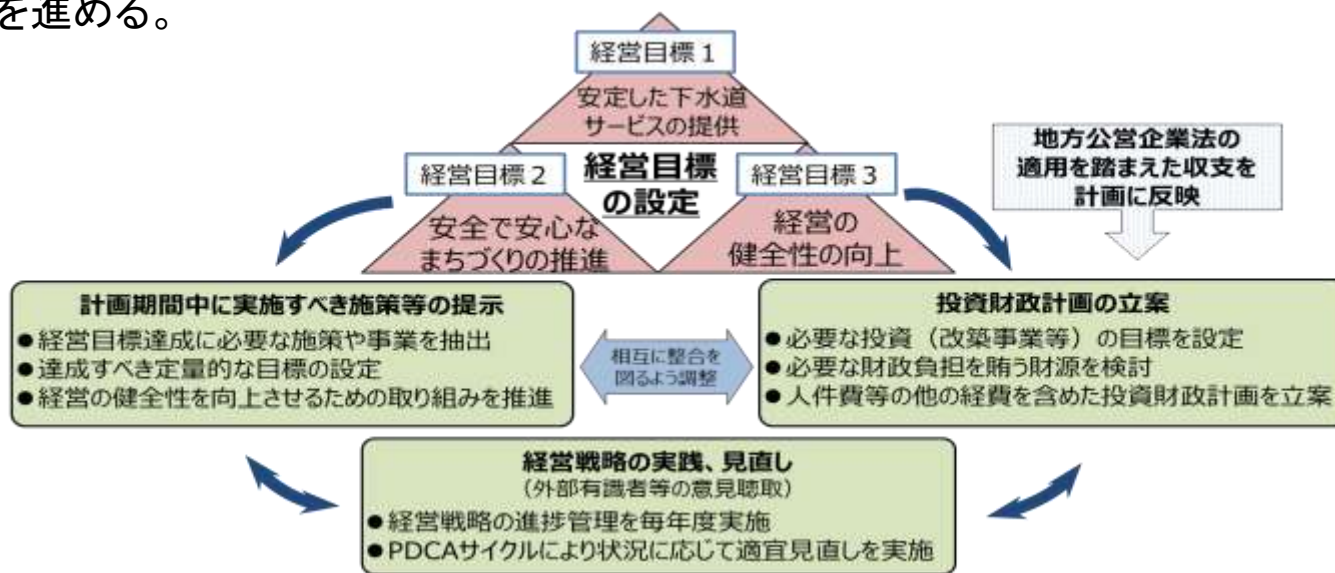 を進める。
経営目標1
安定した下水道
サービスの提供
経営目標2
経営目標
の設定
経営目標3
安全で安心な
まちづくりの推進
経営の
健全性の向上
地方公営企業法の
適用を踏まえた収支を
計画に反映
計画期間中に実施すべき施策等の提示
●経営目標達成に必要な施策や事業を抽出
●達成すべき定量的な目標の設定
●経営の健全性を向上させるための取り組みを推進
相互に整合を
図るよう調整
投資財政計画の立案
●必要な投資（改築事業等）の目標を設定
●必要な財政負担を賄う財源を検討
●人件費等の他の経費を含めた投資財政計画を立案
経営戦略の実践、見直し
（外部有識者等の意見聴取）
●経営戦略の進捗管理を毎年度実施
●PDCAサイクルにより状況に応じて適宜見直しを実施